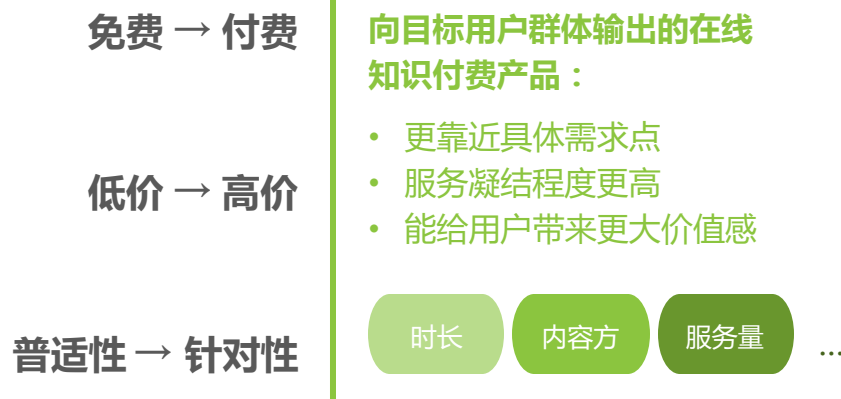 免费 → 付费
低价 → 高价
普适性 → 针对性
向目标用户群体输出的在线
知识付费产品：
• 更靠近具体需求点
• 服务凝结程度更高
• 能给用户带来更大价值感
时长
内容方
服务量
...